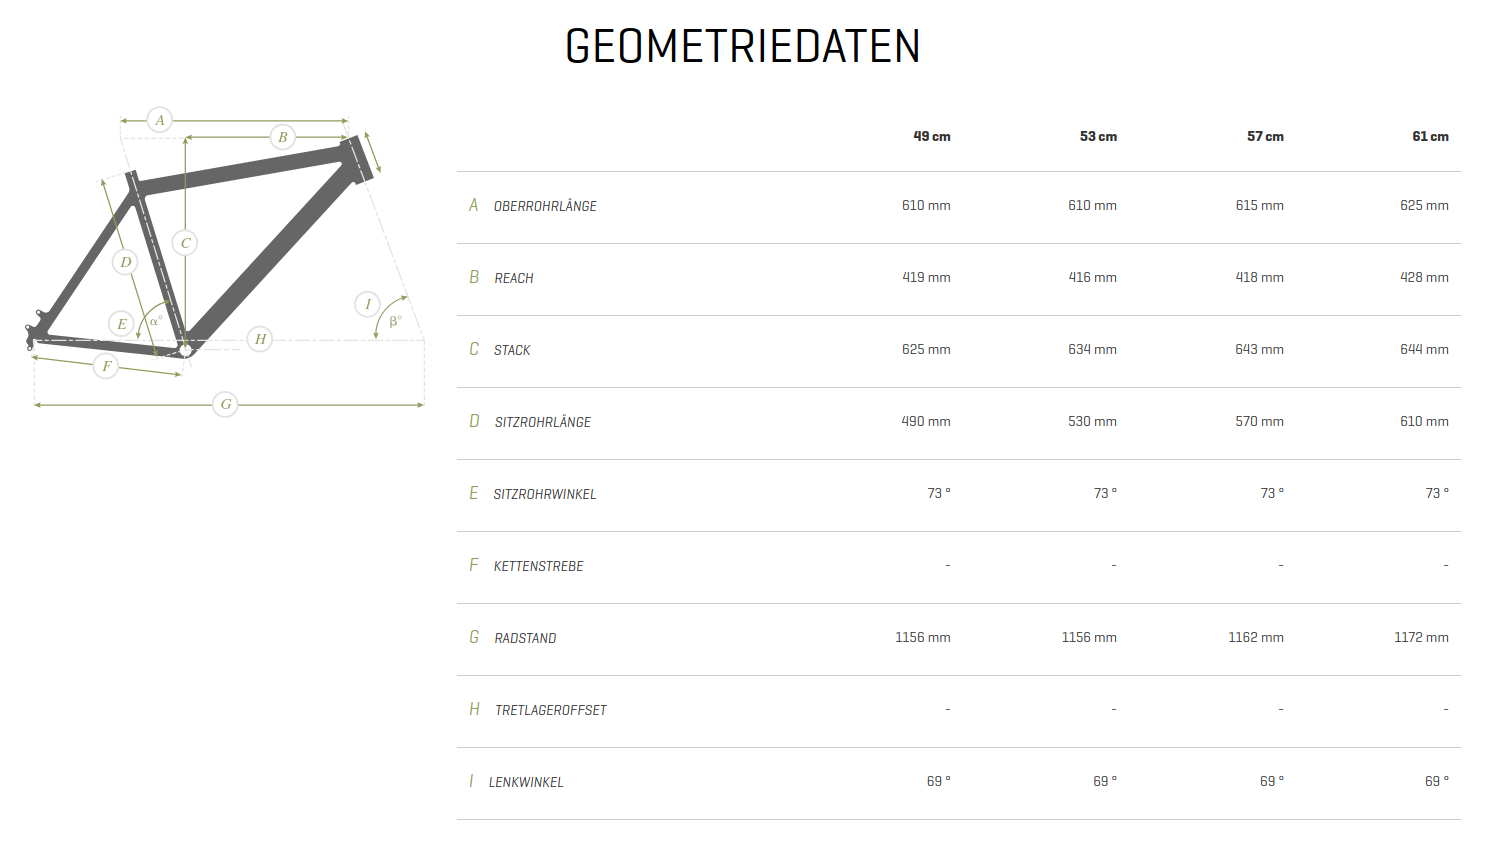 GEOMETRIEDATEN
A
B
C
D
E
α°
F
G
H
I
β°
49 cm 53 cm 57 cm 61 cm
A OBERROHRLÄNGE 610 mm 610 mm 615 mm 625 mm
B REACH 419 mm 416 mm 418 mm 428 mm
C STACK 625 mm 634 mm 643 mm 644 mm
D SITZROHRLÄNGE 490 mm 530 mm 570 mm 610 mm
E SITZROHRWINKEL 73 ° 73 ° 73 ° 73 °
F KETTENSTREBE - - - -
G RADSTAND 1156 mm 1156 mm 1162 mm 1172 mm
H TRETLAGEROFFSET - - - -
I LENKWINKEL 69 ° 69 ° 69 ° 69 °